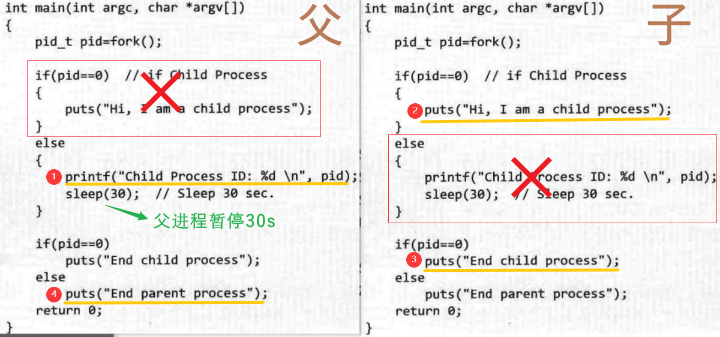 int main(int argc, char *argv[])
{
pid_t pid=fork();
父
if(pid==0) // if Child Process
{
puts("Hi, I am a child process");
}
else
{
1 printf("Child Process ID: %d \n", pid);
sleep(30); // Sleep 30 sec.
}
父进程暂停30s
if(pid==0)
puts("End child process");
else
4 puts("End parent process");
return 0;
}
int main(int argc, char *argv[])
{
pid_t pid=fork();
子
if(pid==0) // if Child Process
{
2 puts("Hi, I am a child process");
}
else
{
printf("Child Process ID: %d \n", pid);
sleep(30); // Sleep 30 sec.
}
if(pid==0)
3 puts("End child process");
else
puts("End parent process");
return 0;
}